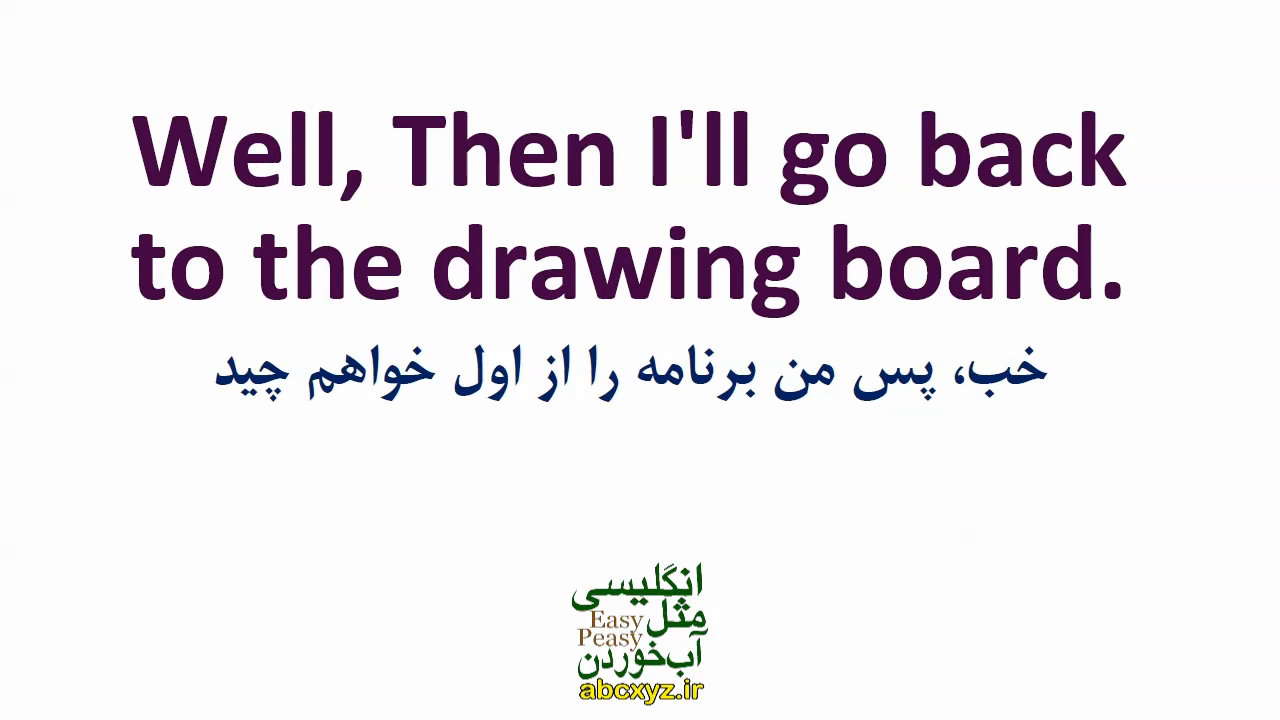 Well, Then I'll go back
to the drawing board.
خب، پس من برنامه را از اول خواهم چید
انگلیسی
مثل
Easy
Peasy
آب‌خوردن
abcxyz.ir